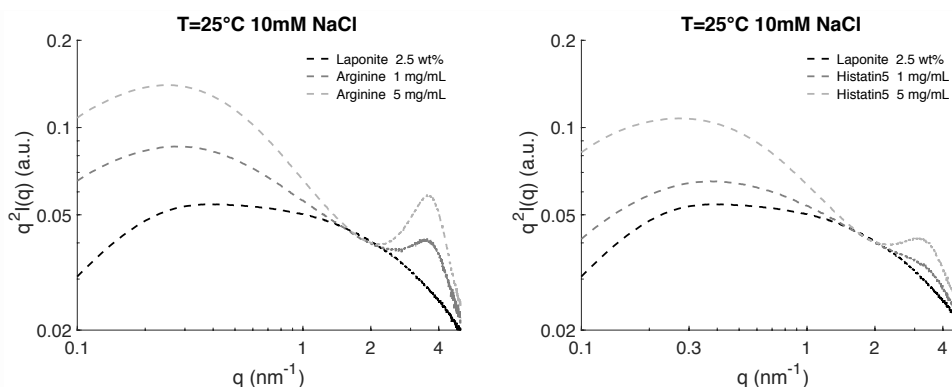 T=25°C 10mM NaCl
0.2
0.1
0.05
0.02
q²I(q) (a.u.)
Laponite 2.5 wt%
Arginine 1 mg/mL
Arginine 5 mg/mL
0.1 1 2 4
q (nm⁻¹)
T=25°C 10mM NaCl
0.2
0.1
0.05
0.02
q²I(q) (a.u.)
Laponite 2.5 wt%
Histatin5 1 mg/mL
Histatin5 5 mg/mL
0.1 0.3 1 2 4
q (nm⁻¹)